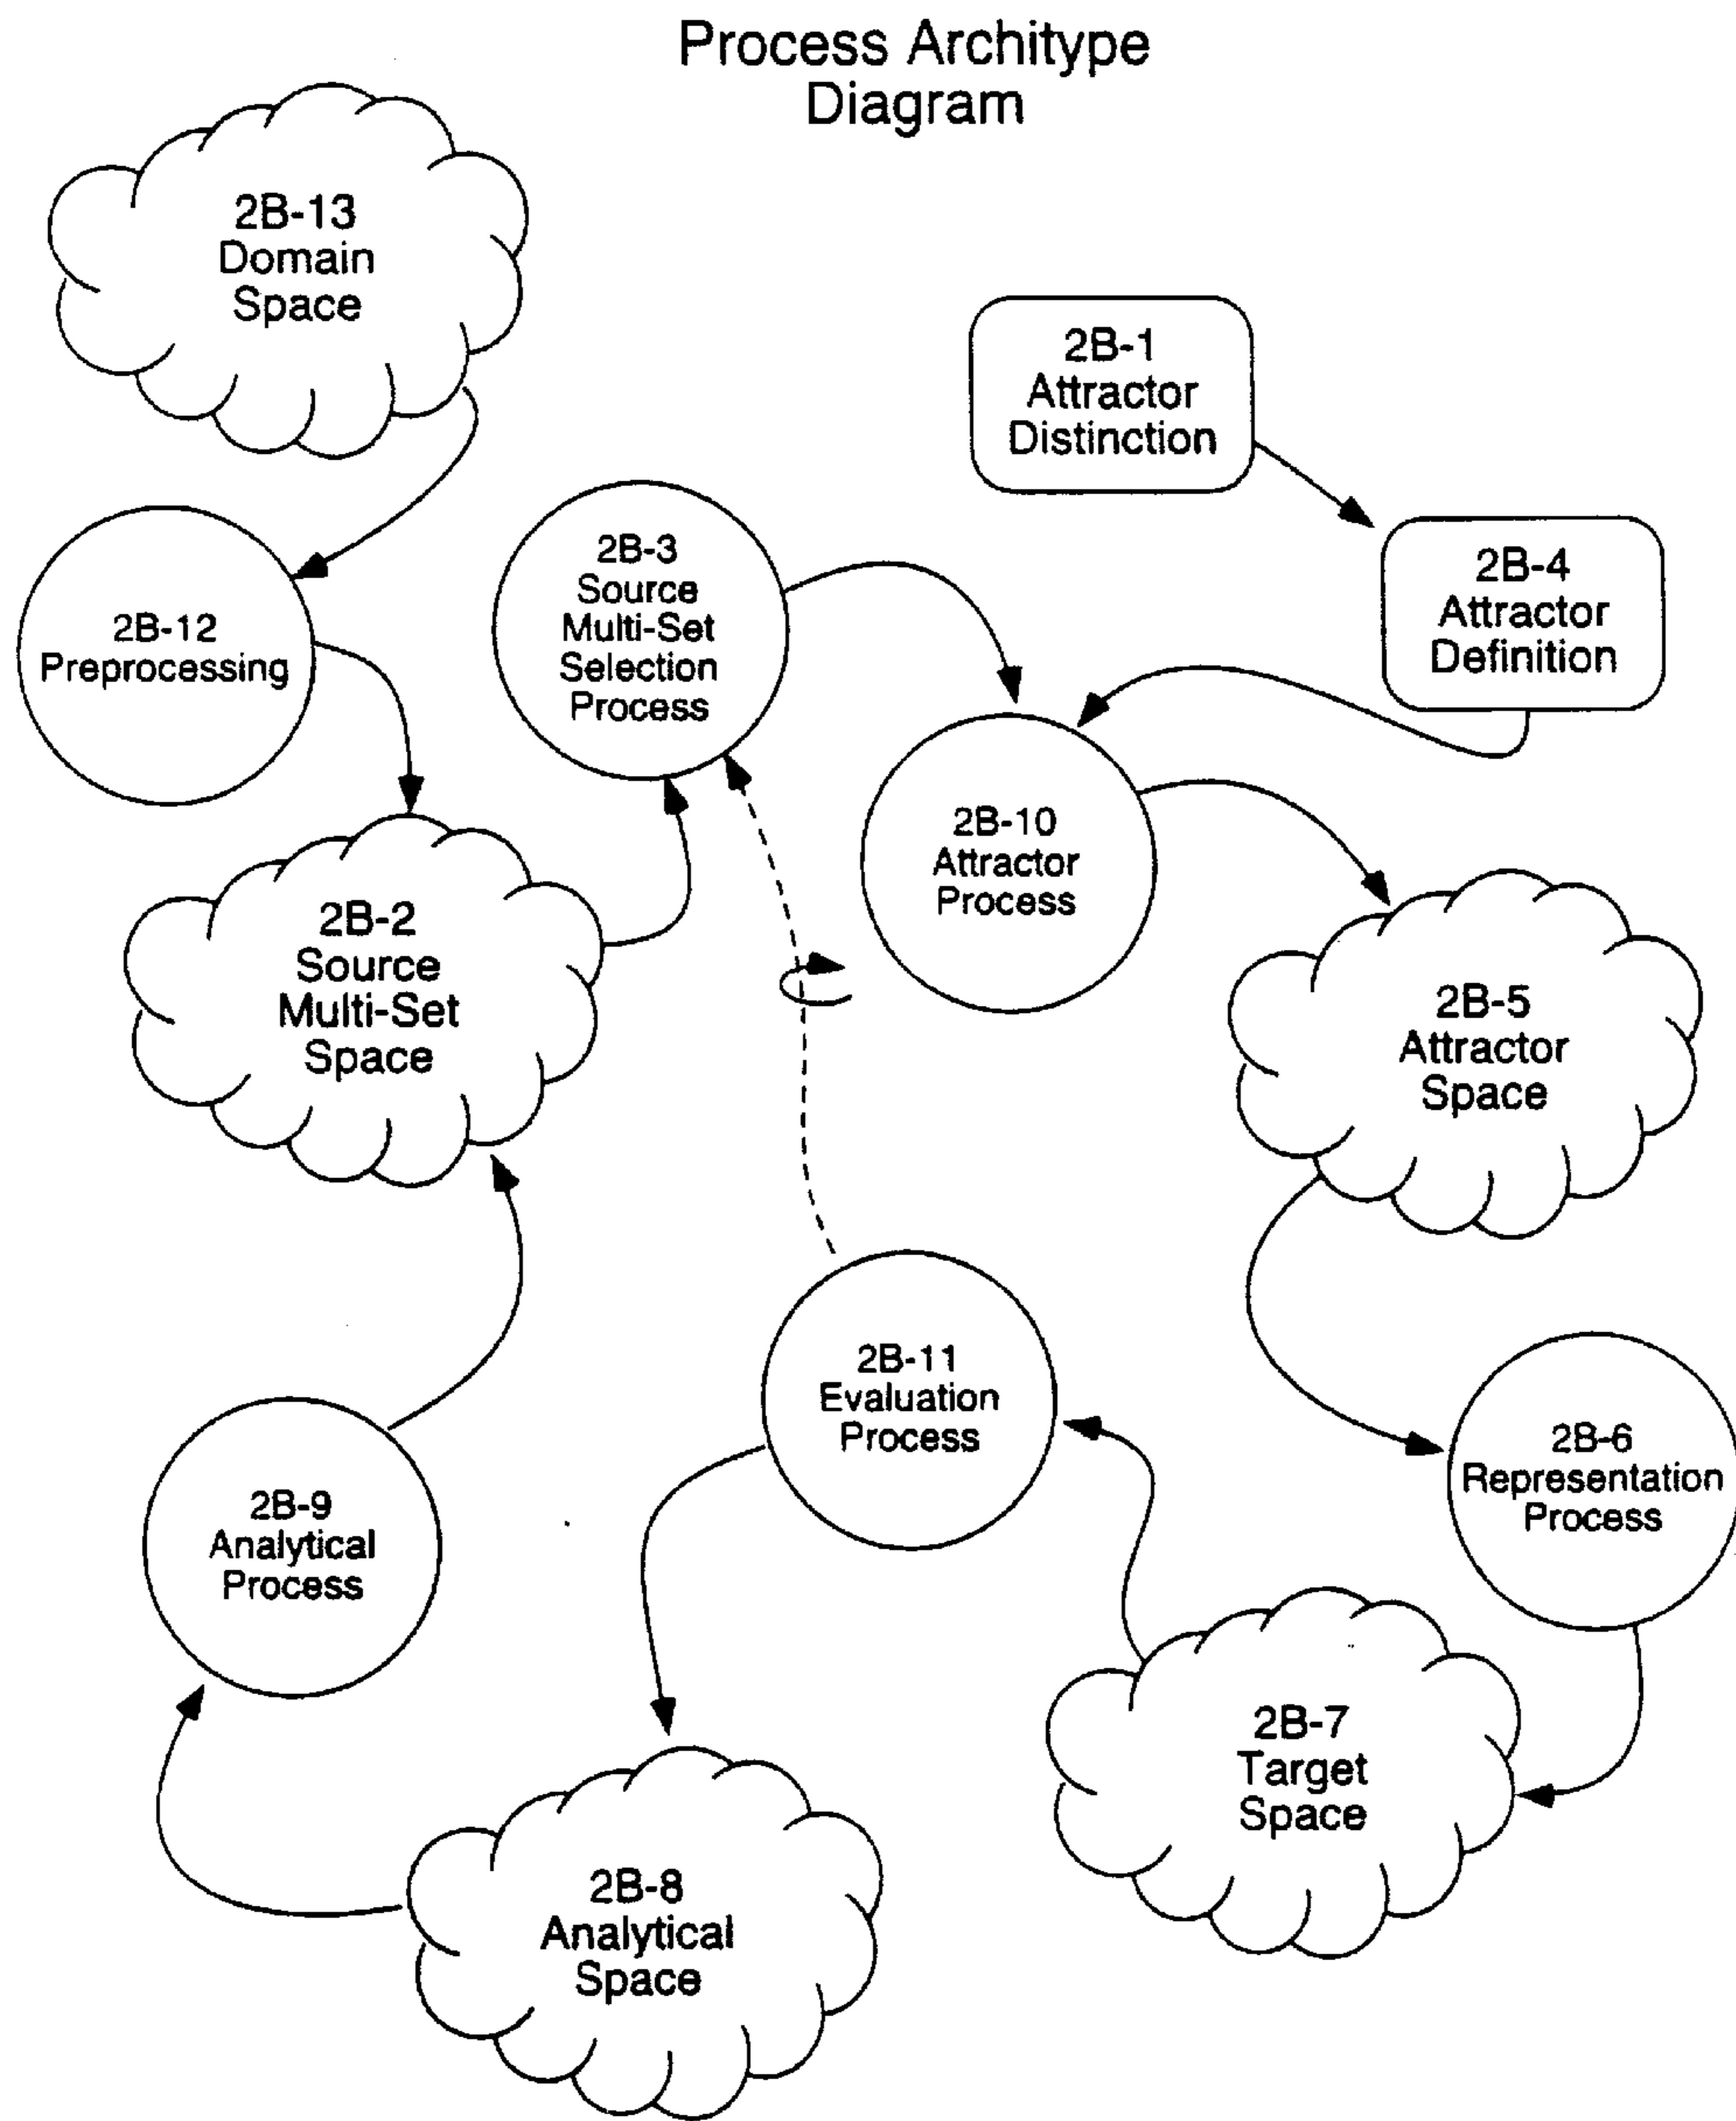 Process Architype
Diagram
2B-13
Domain
Space
2B-1
Attractor
Distinction
2B-4
Attractor
Definition
2B-3
Source
Multi-Set
Selection
Process
2B-12
Preprocessing
2B-10
Attractor
Process
2B-2
Source
Multi-Set
Space
2B-5
Attractor
Space
2B-11
Evaluation
Process
2B-6
Representation
Process
2B-9
Analytical
Process
2B-7
Target
Space
2B-8
Analytical
Space